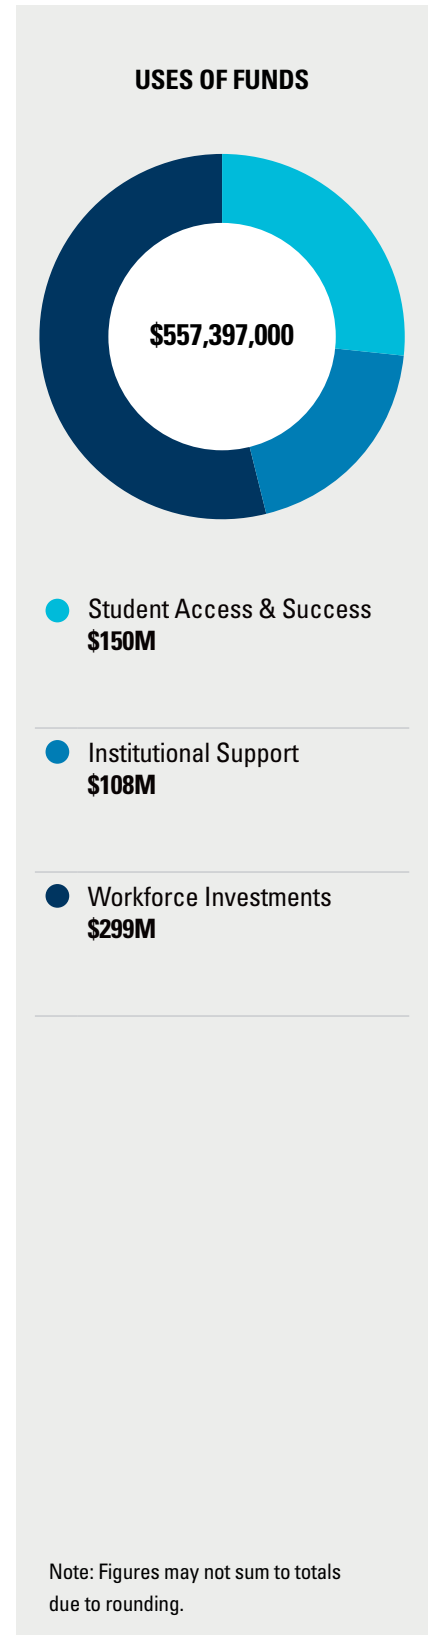 USES OF FUNDS
$557,397,000
Student Access & Success
$150M
Institutional Support
$108M
Workforce Investments
$299M
Note: Figures may not sum to totals
due to rounding.